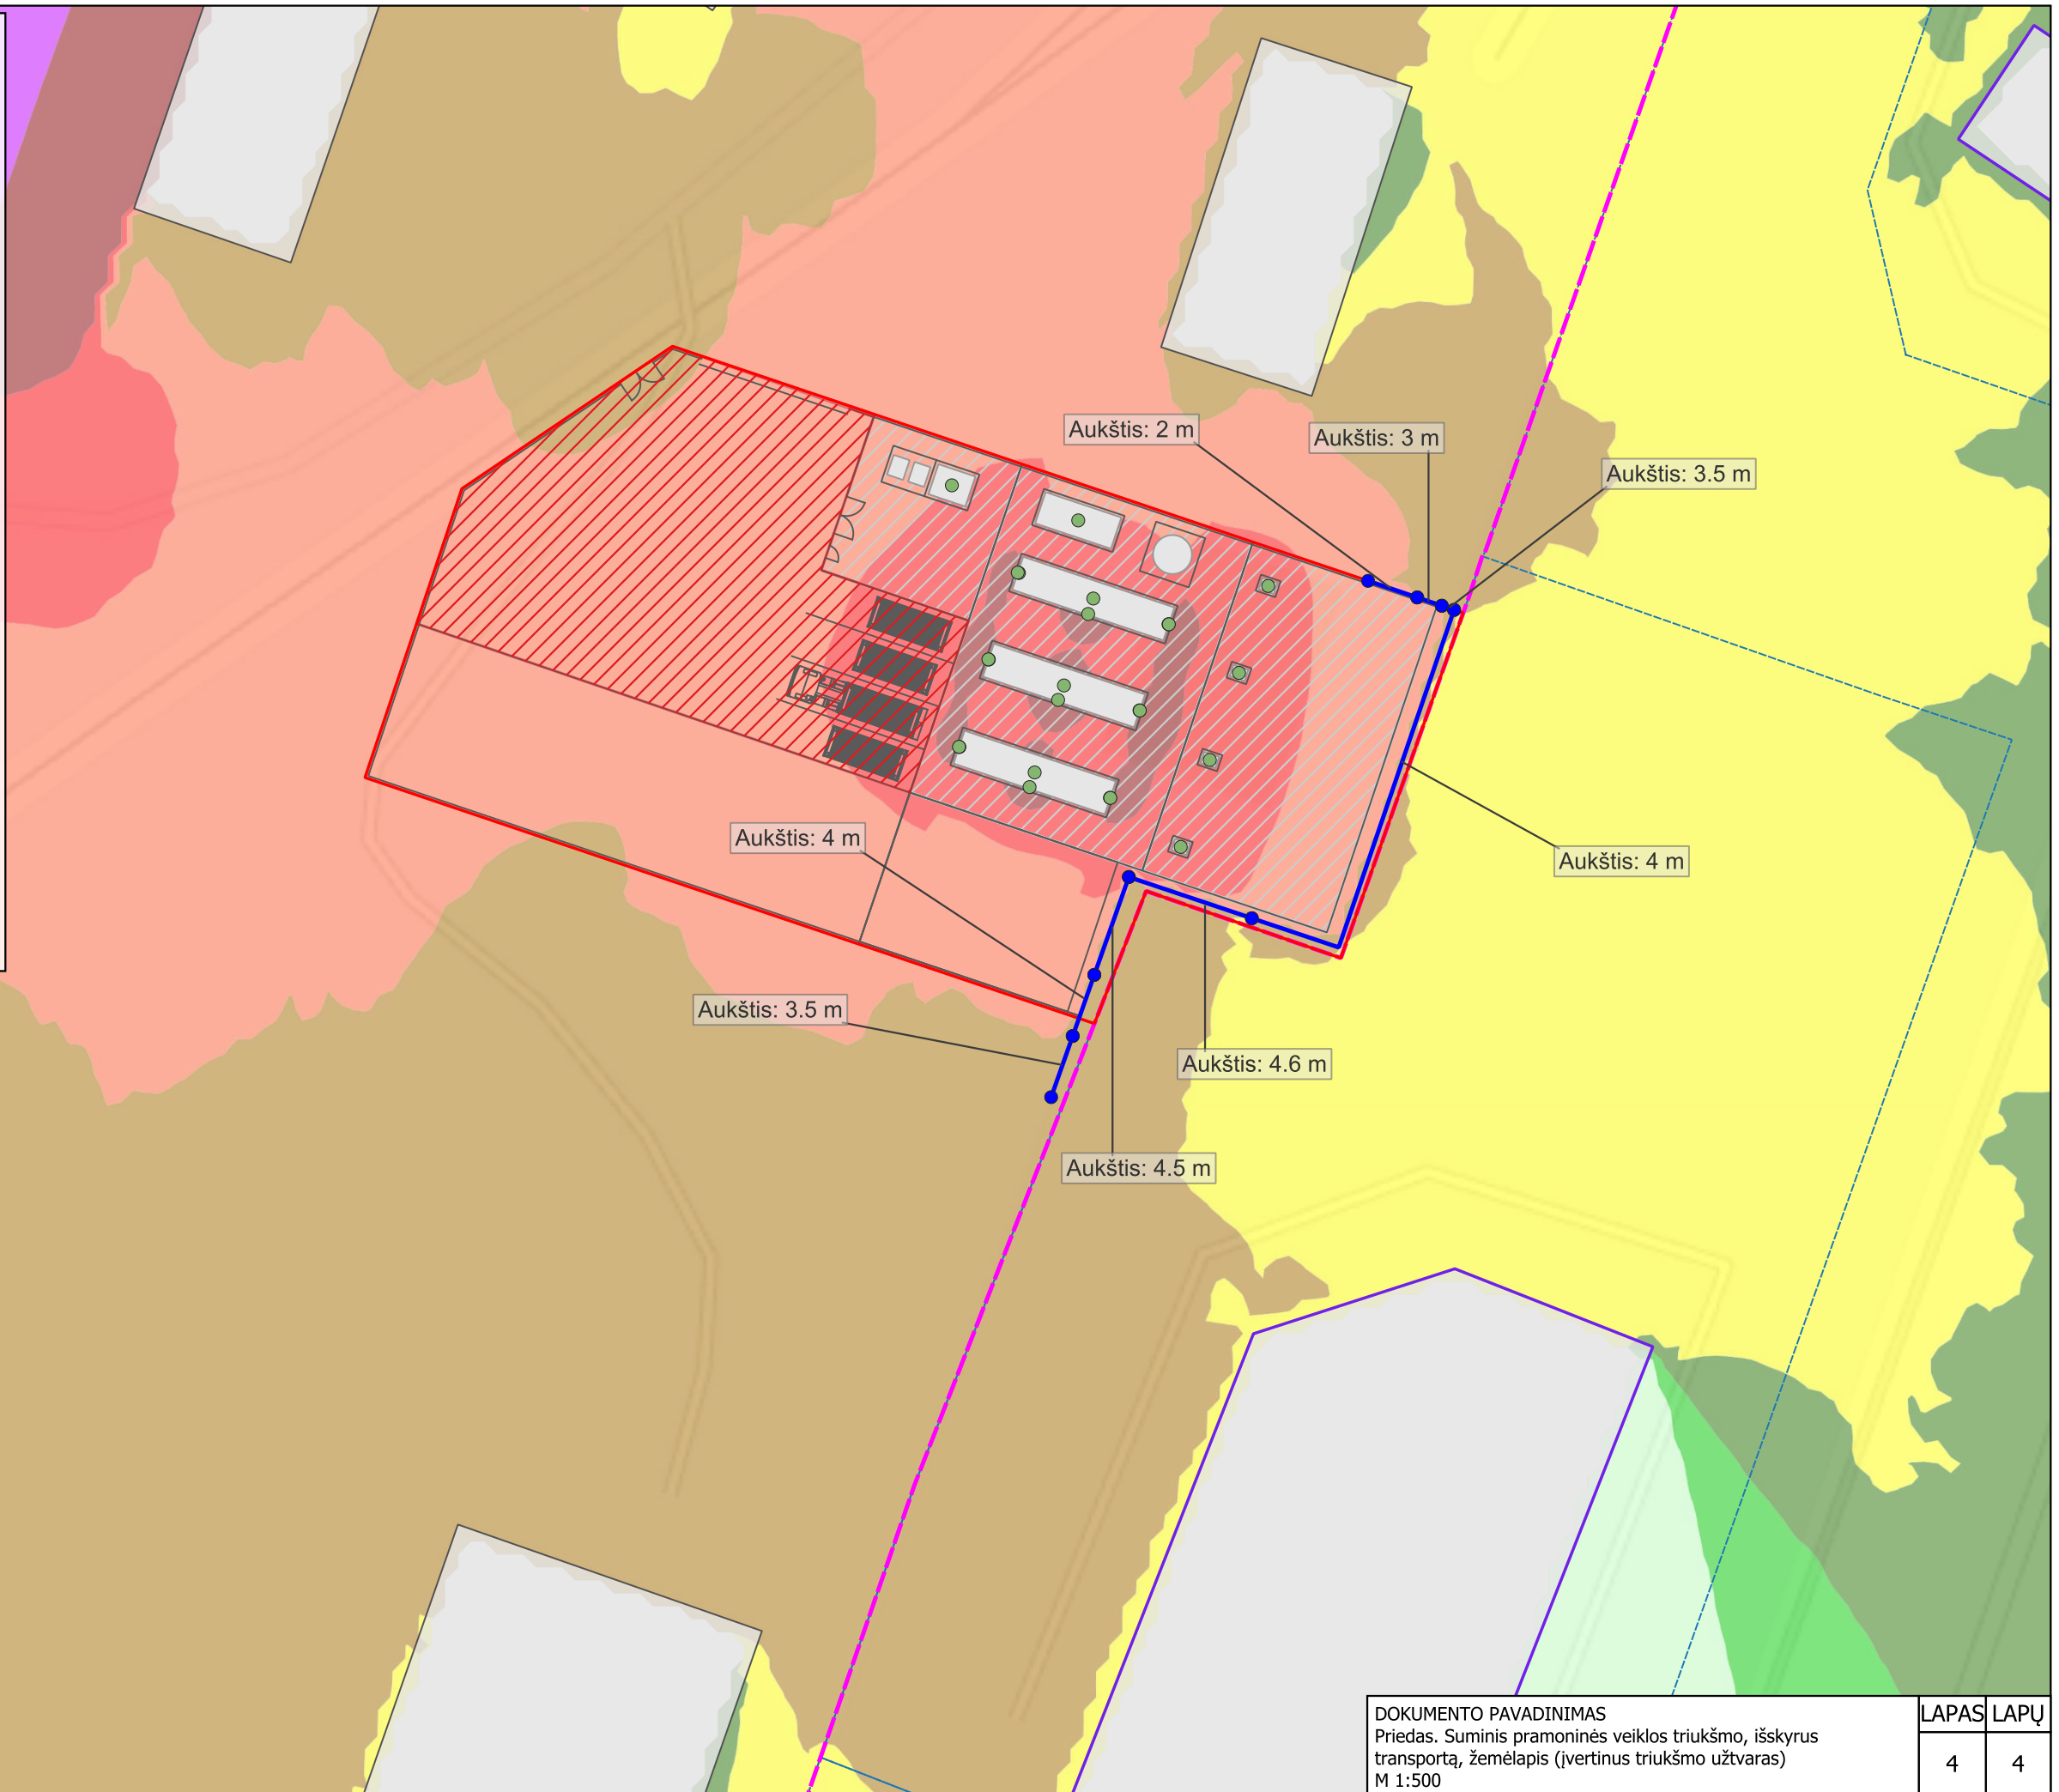 Aukštis: 2 m
Aukštis: 3 m
Aukštis: 3.5 m
Aukštis: 4 m
Aukštis: 4 m
Aukštis: 3.5 m
Aukštis: 4.6 m
Aukštis: 4.5 m
DOKUMENTO PAVADINIMAS
Priedas. Suminis pramoninės veiklos triukšmo, išskyrus
transportą, žemėlapis (įvertinus triukšmo užtvaras)
M 1:500
LAPAS LAPŲ
4 4